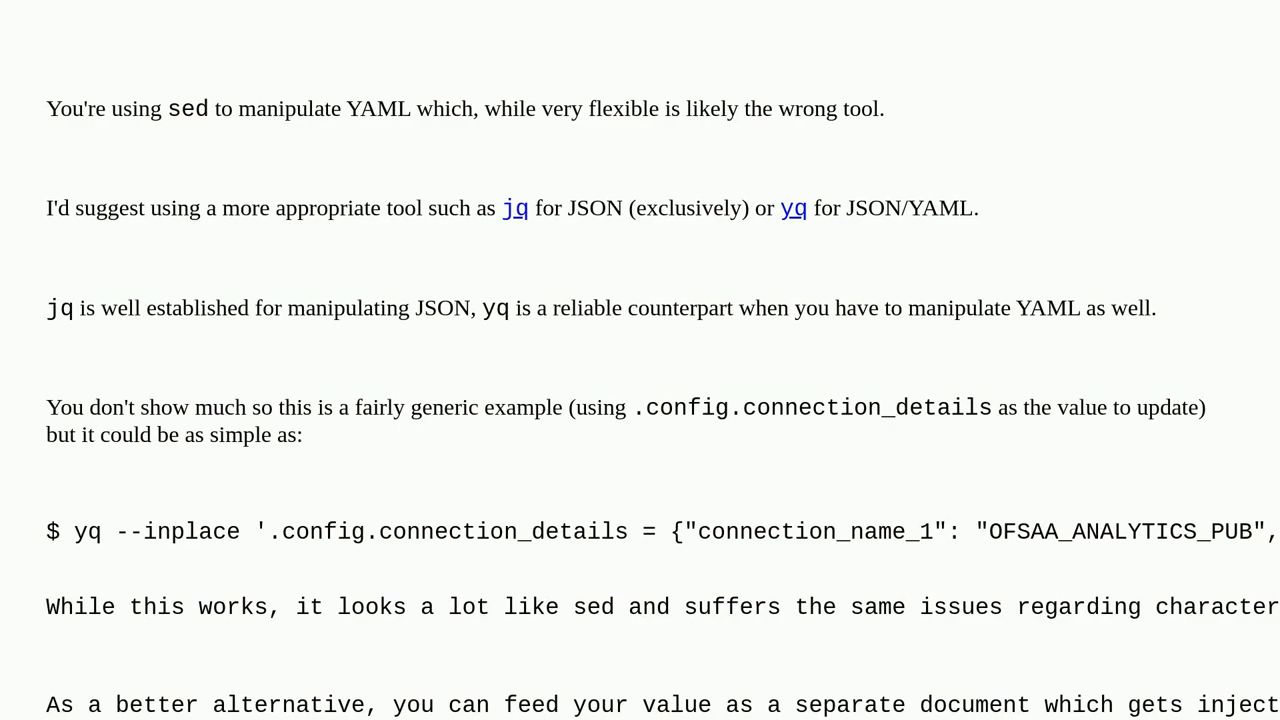 You're using sed to manipulate YAML which, while very flexible is likely the wrong tool.
I'd suggest using a more appropriate tool such as jq for JSON (exclusively) or yq for JSON/YAML.
jq is well established for manipulating JSON, yq is a reliable counterpart when you have to manipulate YAML as well.
You don't show much so this is a fairly generic example (using .config.connection_details as the value to update)
but it could be as simple as:
$ yq --inplace '.config.connection_details = {"connection_name_1": "OFSAA_ANALYTICS_PUB",
While this works, it looks a lot like sed and suffers the same issues regarding character
As a better alternative, you can feed your value as a separate document which gets inject